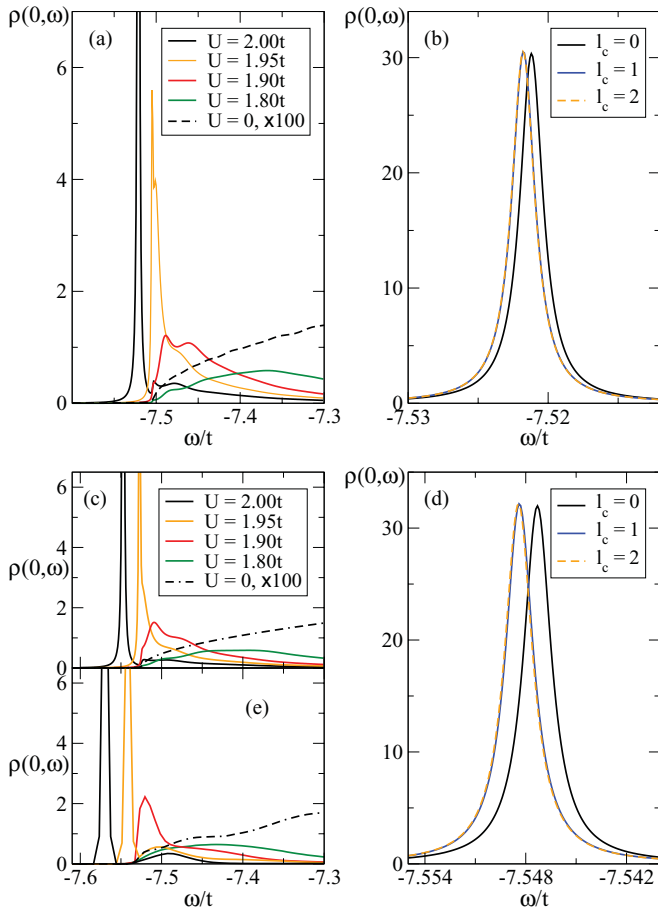 ρ(0,ω)
6
4
2
0
(a)
U = 2.00t
U = 1.95t
U = 1.90t
U = 1.80t
U = 0, x100
-7.5
-7.4
-7.3
ω/t
ρ(0,ω)
30
20
10
0
(b)
l_c = 0
l_c = 1
l_c = 2
-7.53
-7.52
ω/t
ρ(0,ω)
6
4
2
0
(c)
U = 2.00t
U = 1.95t
U = 1.90t
U = 1.80t
U = 0, x100
ρ(0,ω)
6
4
2
0
(e)
-7.6
-7.5
-7.4
-7.3
ω/t
ρ(0,ω)
30
20
10
0
(d)
l_c = 0
l_c = 1
l_c = 2
-7.554
-7.548
-7.542
ω/t